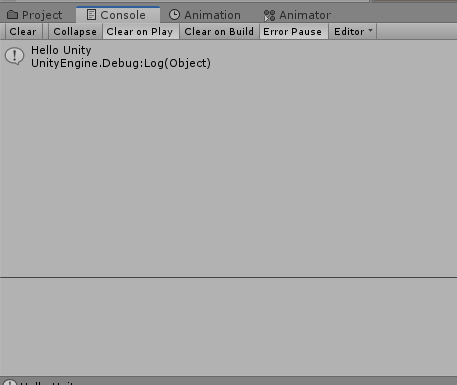 Project Console Animation Animator
Clear Collapse Clear on Play Clear on Build Error Pause Editor
Hello Unity
UnityEngine.Debug:Log(Object)